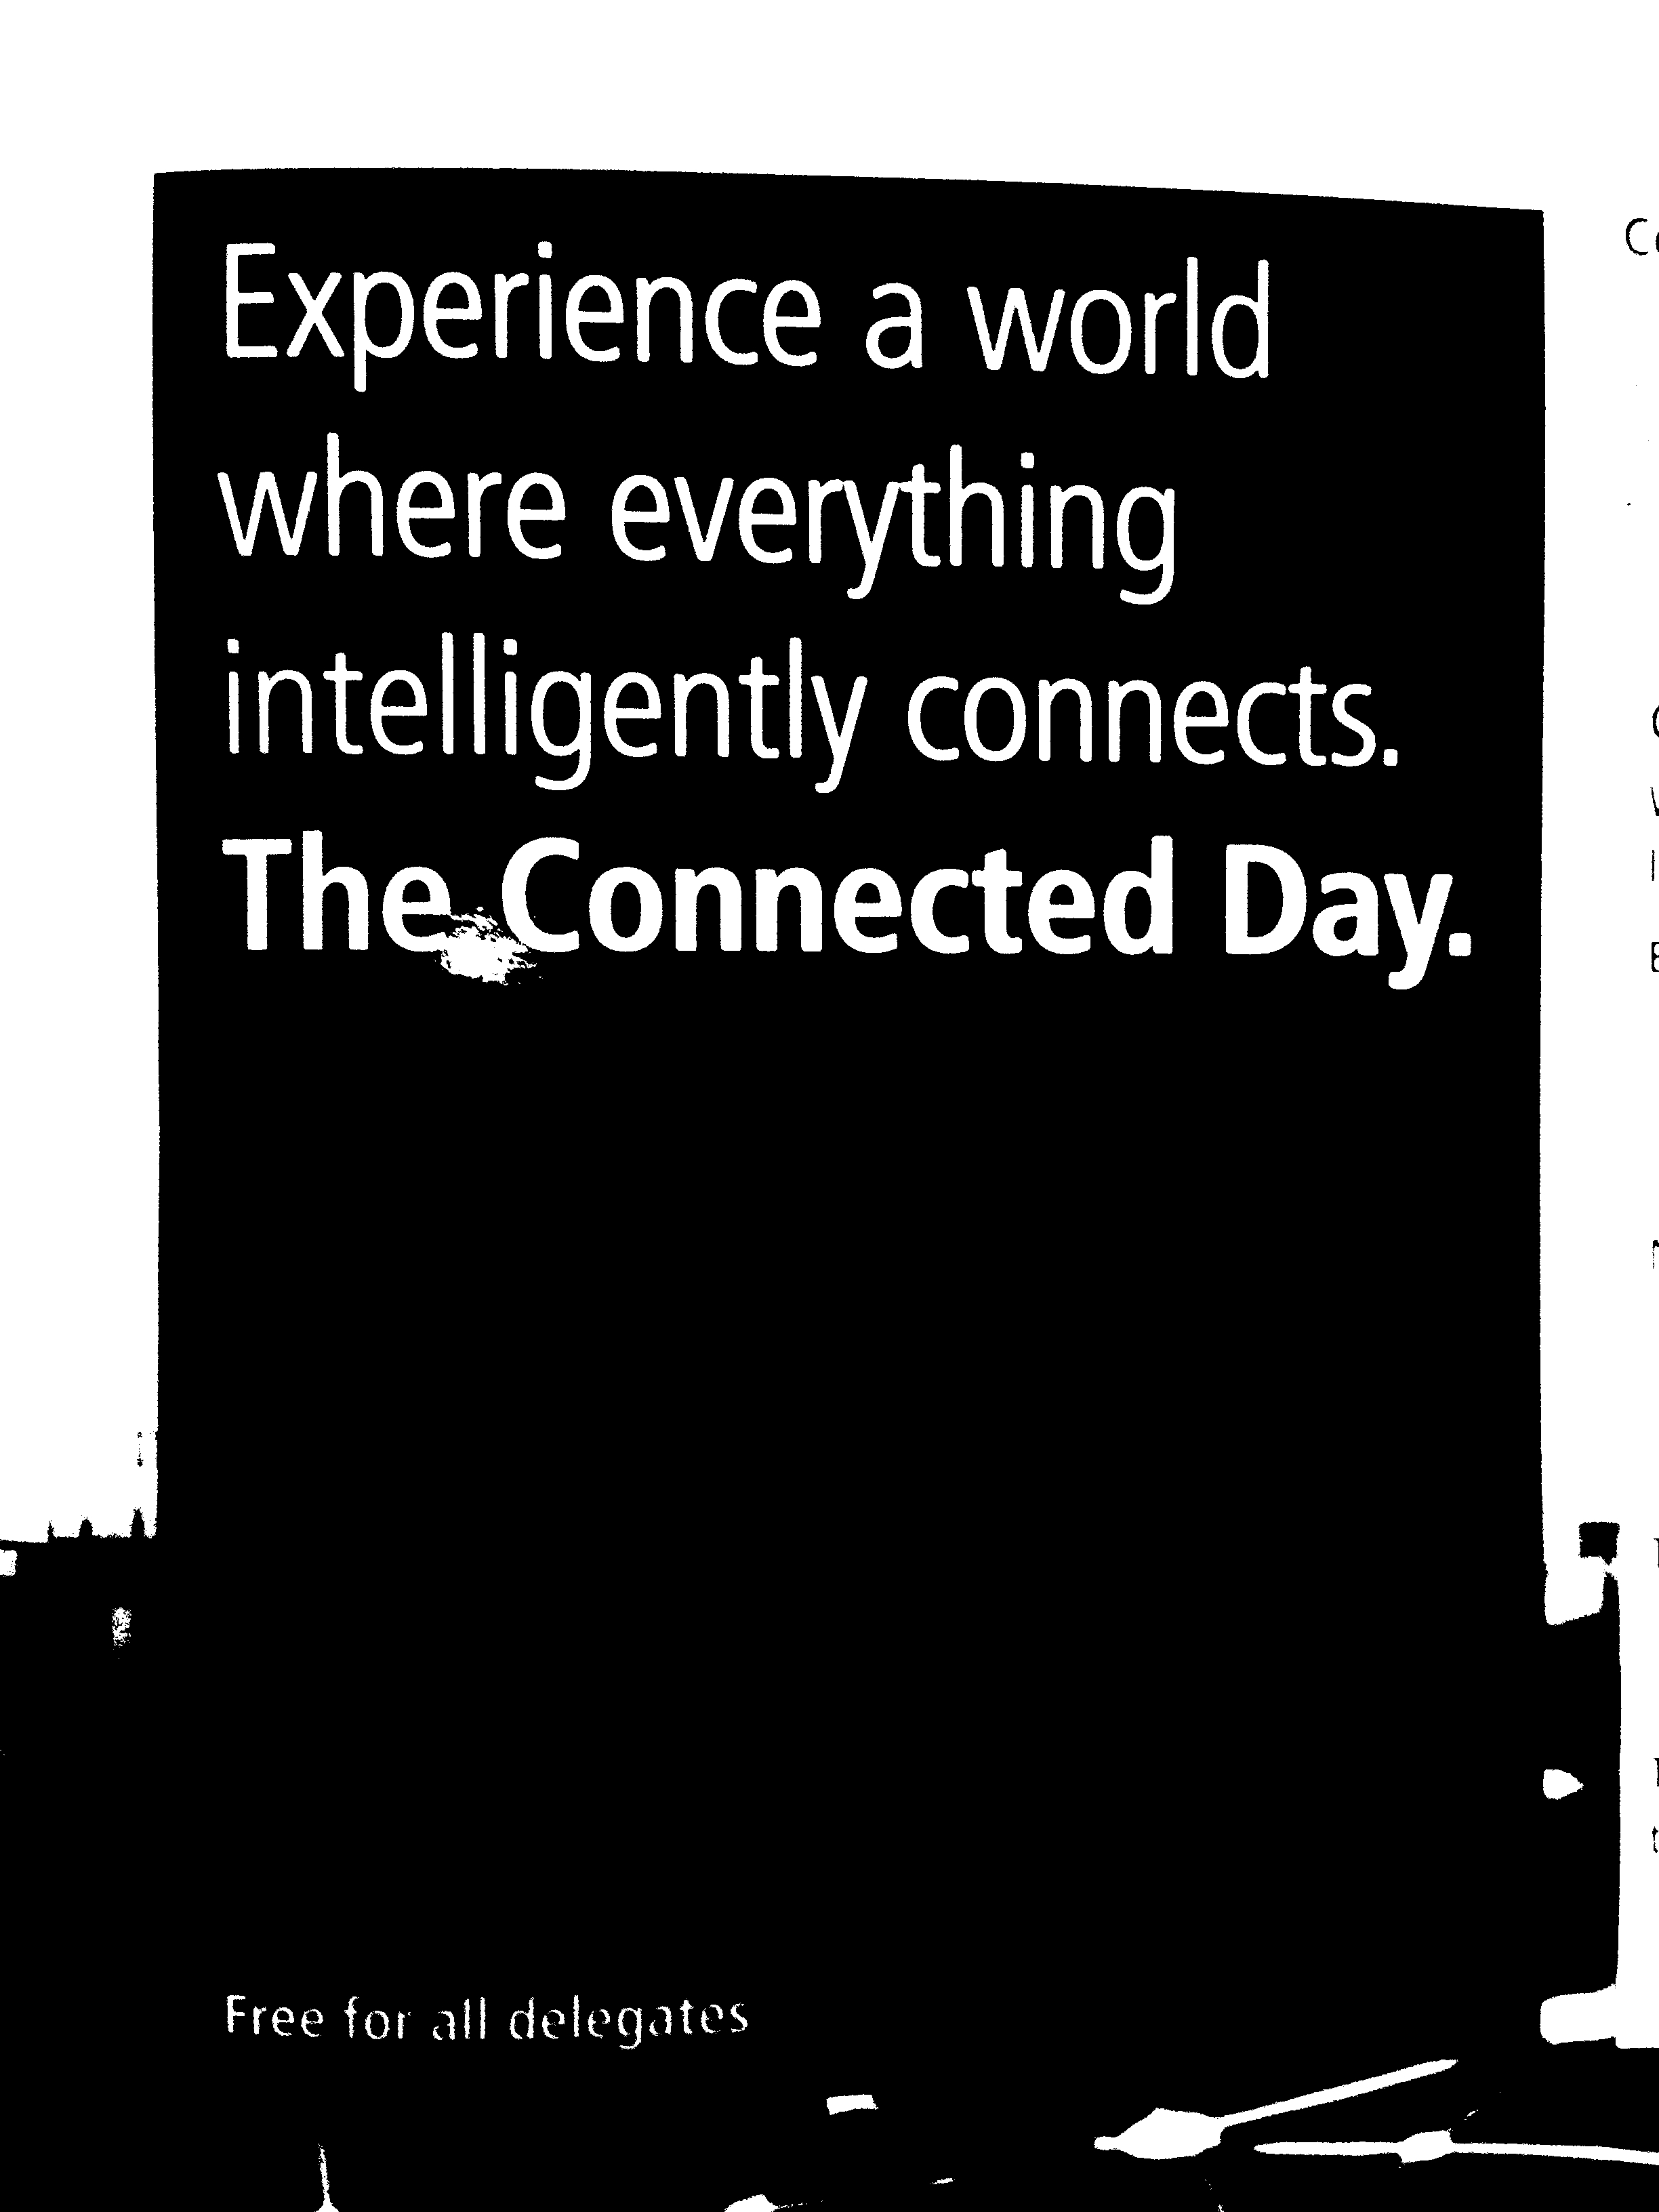 Experience a world
where everything
intelligently connects.
The Connected Day.
Free for all delegates